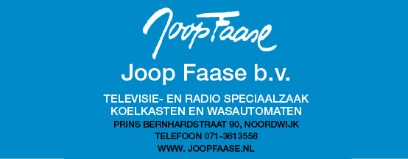 Joop Faase
Joop Faase b.v.
TELEVISIE- EN RADIO SPECIAALZAAK
KOELKASTEN EN WASAUTOMATEN
PRINS BERNHARDSTRAAT 90, NOORDWIJK
TELEFOON 071-3613558
WWW. JOOPFAASE.NL